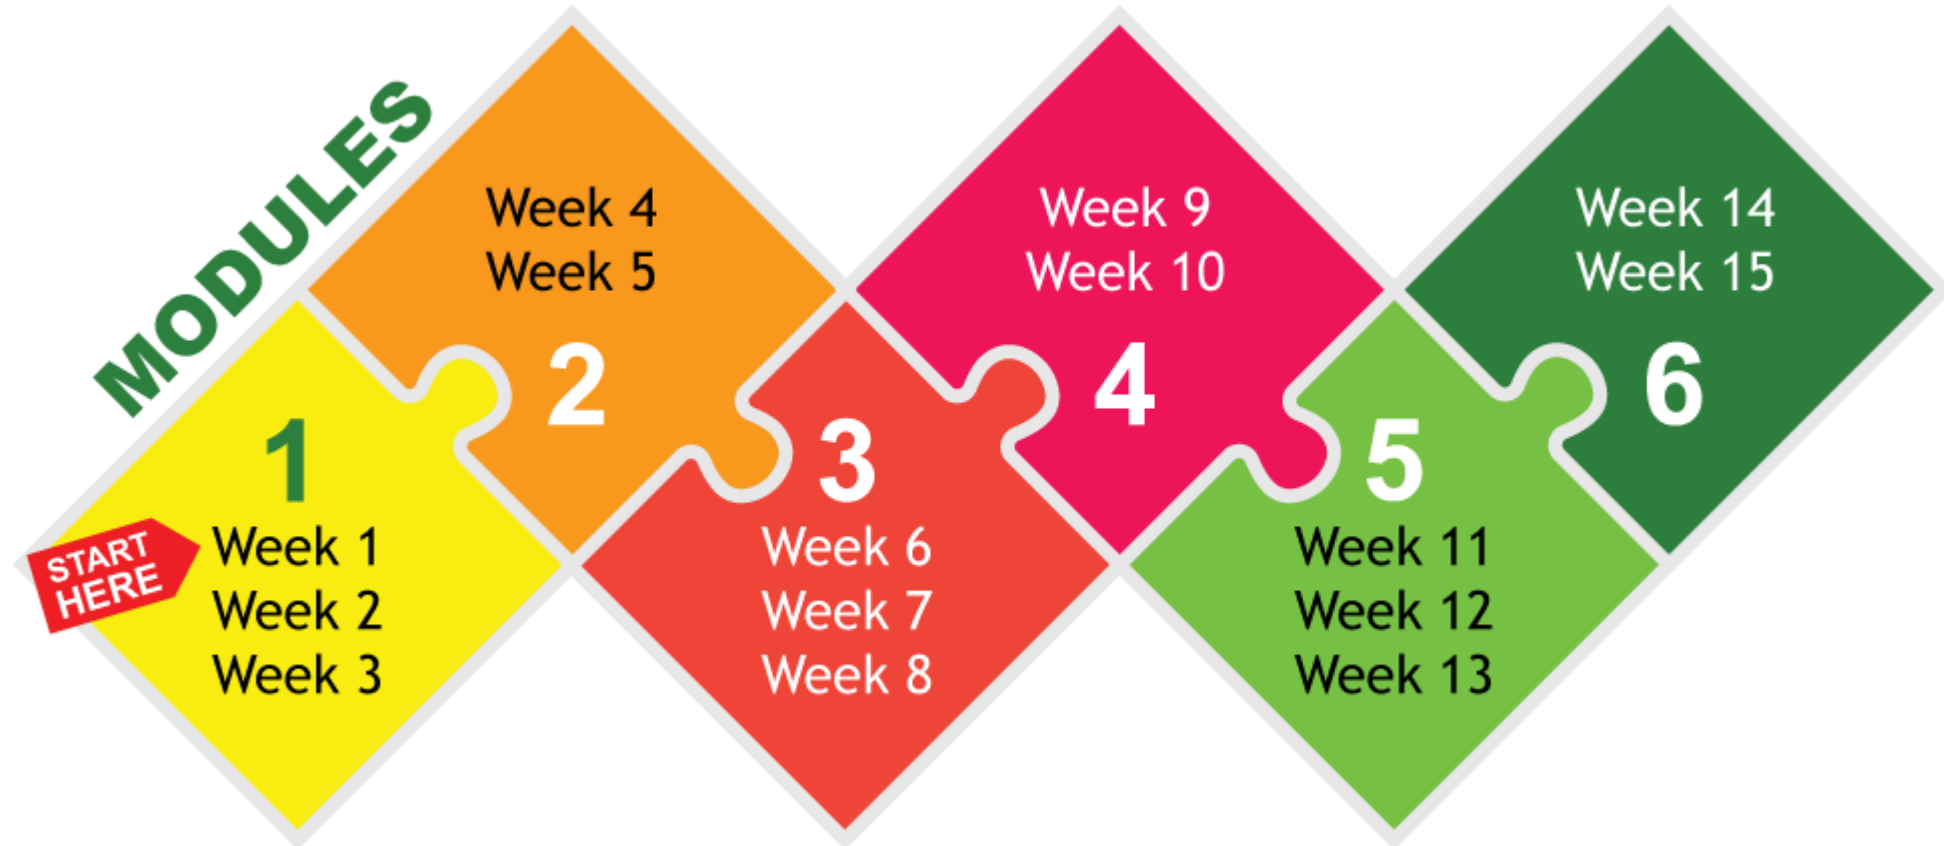 MODULES
START
HERE
1
Week 1
Week 2
Week 3
Week 4
Week 5
2
3
Week 6
Week 7
Week 8
Week 9
Week 10
4
5
Week 11
Week 12
Week 13
Week 14
Week 15
6